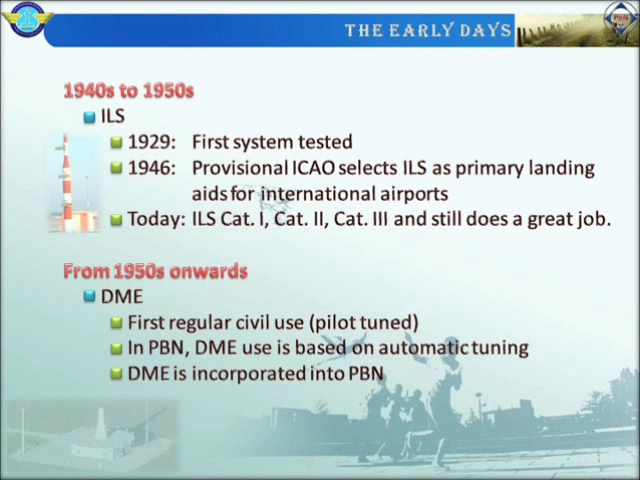 THE EARLY DAYS
PBN
1940s to 1950s
ILS
1929: First system tested
1946: Provisional ICAO selects ILS as primary landing
aids for international airports
Today: ILS Cat. I, Cat. II, Cat. III and still does a great job.
From 1950s onwards
DME
First regular civil use (pilot tuned)
In PBN, DME use is based on automatic tuning
DME is incorporated into PBN